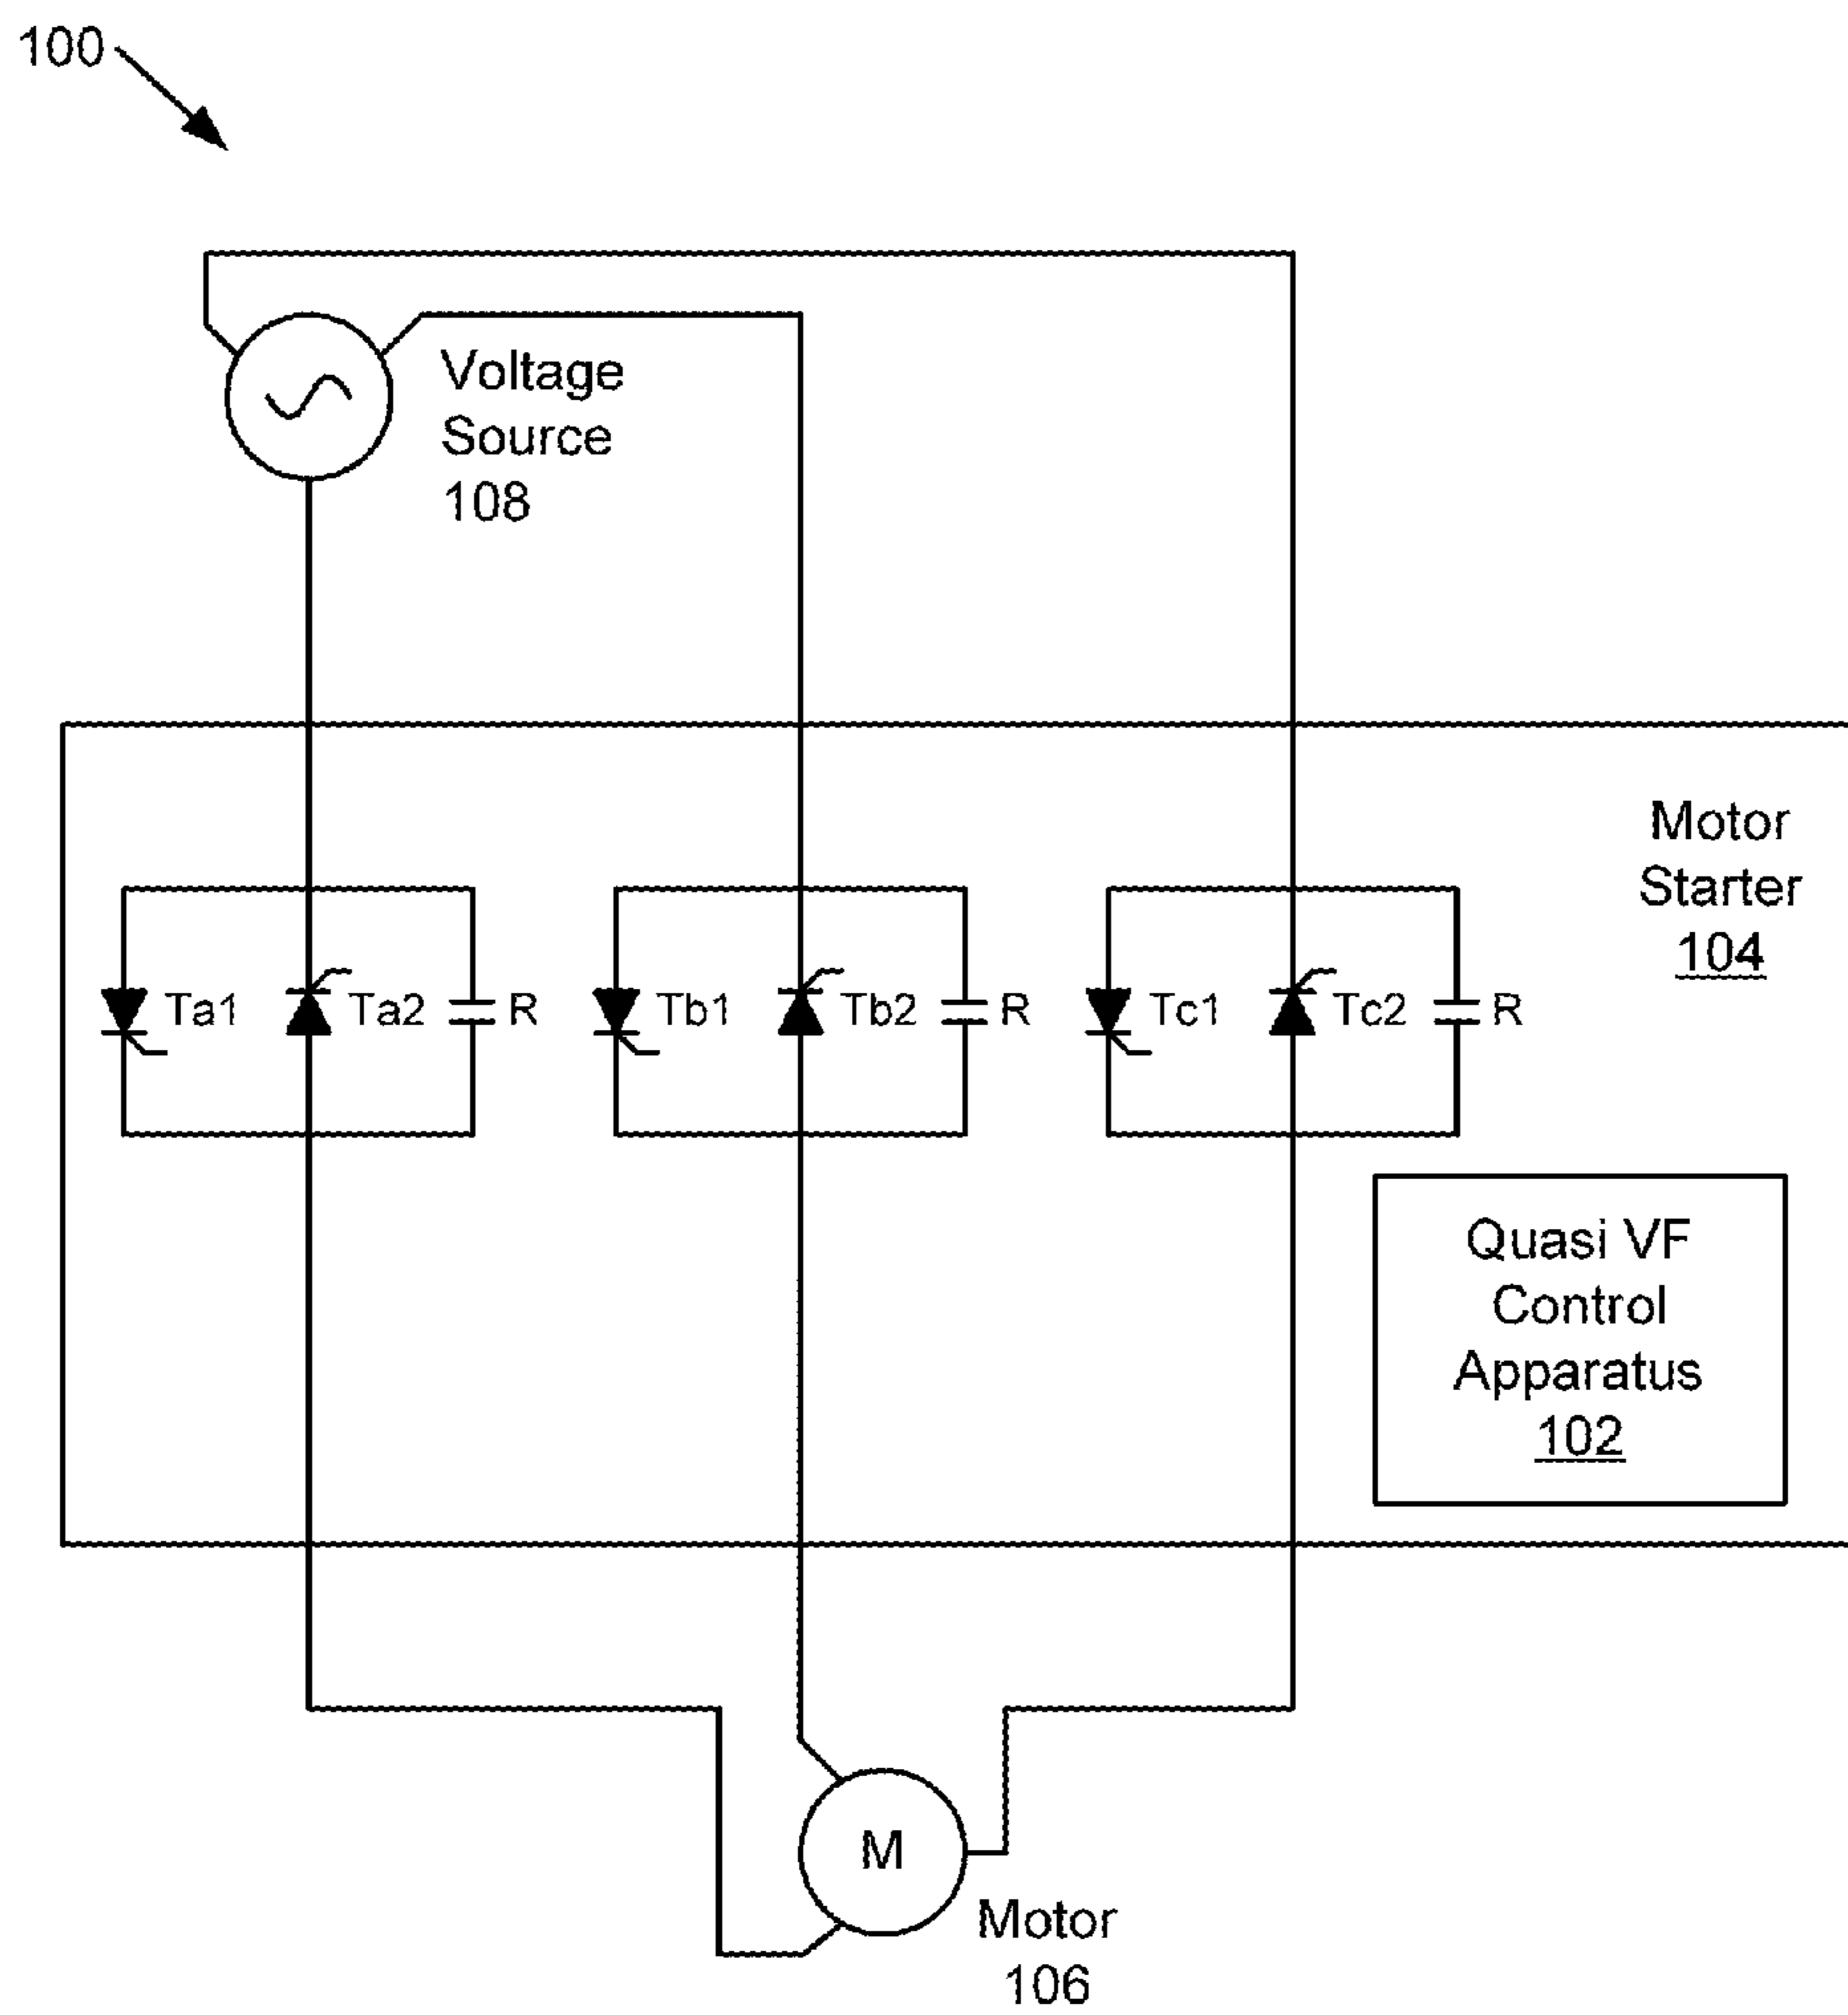 100
Voltage
Source
108
Motor
Starter
104
Ta1 Ta2 R Tb1 Tb2 R Tc1 Tc2 R
Quasi VF
Control
Apparatus
102
M
Motor
106